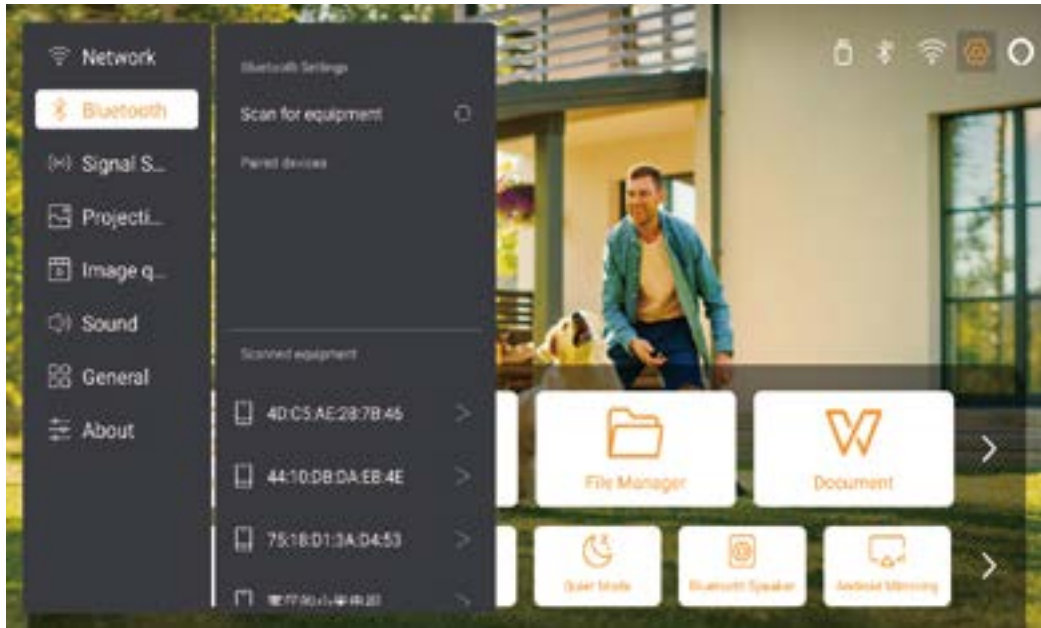 Network
Bluetooth
Signal S...
Projecti...
Image q...
Sound
General
About
Bluetooth Settings
Scan for equipment
Paired devices
Scanned equipment
4D:C5:AE:28:7B:46
44:10:DB:DA:EB:4E
75:18:D1:3A:D4:53
File Manager
Document
Quiet Mode
Bluetooth Speaker
Android Mirroring